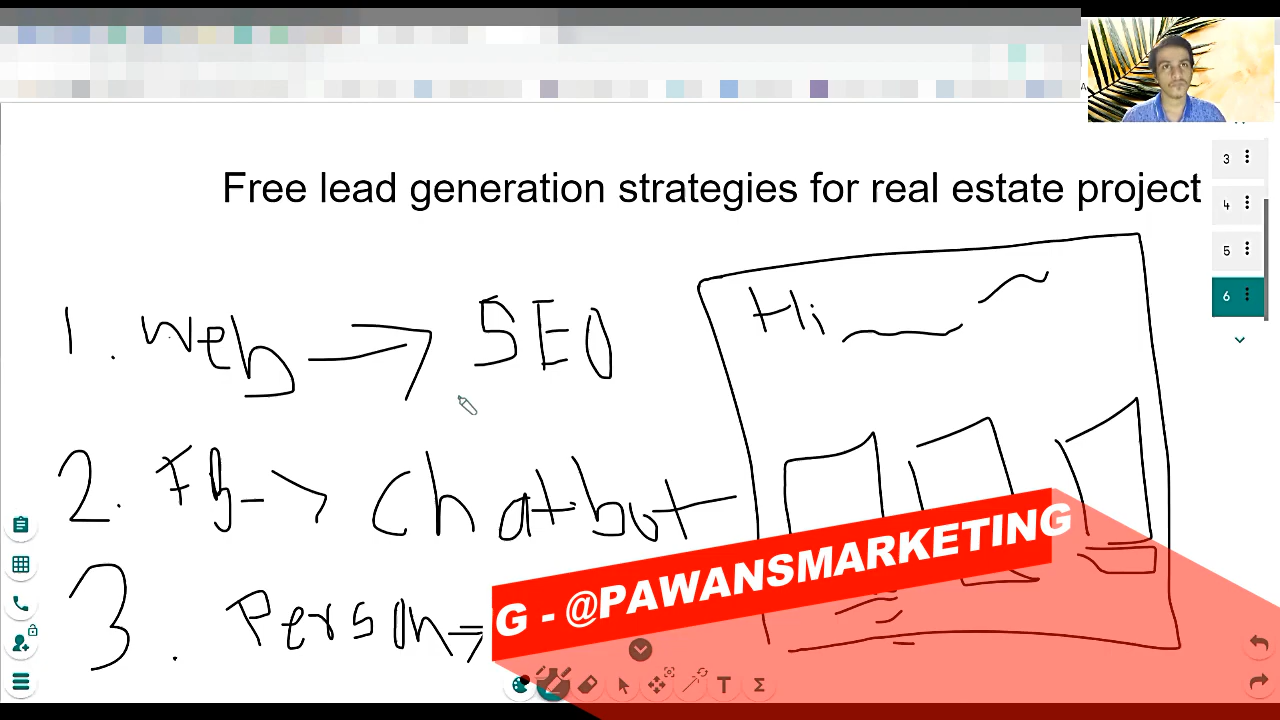 Free lead generation strategies for real estate project
3
4
5
6
Hi
1. Web → SEO
2. Fb → Chatbot
3. Person →
G - @PAWANSMARKETING
T
Σ